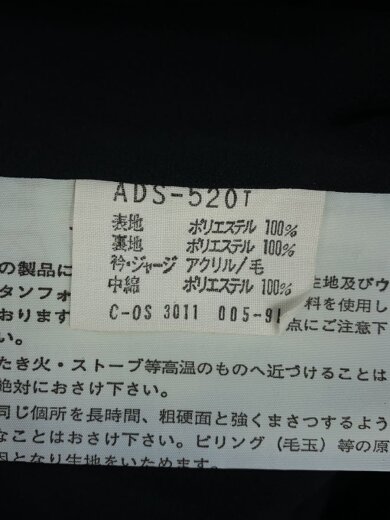 ADS-520T
表地 ポリエステル 100%
裏地 ポリエステル 100%
衿・ジャージ アクリル/毛
中綿 ポリエステル 100%
C-OS 3011 005-91
の製品に
生地及びウ
タンフォ
料を使用し
おります
点にご注意下
い。
たき火・ストーブ等高温のものへ近づけることは
絶対におさけ下さい。
同じ個所を長時間、粗硬面と強くまさつするよう
なことはおさけ下さい。ピリング（毛玉）等の原
因となり生地をいためます。